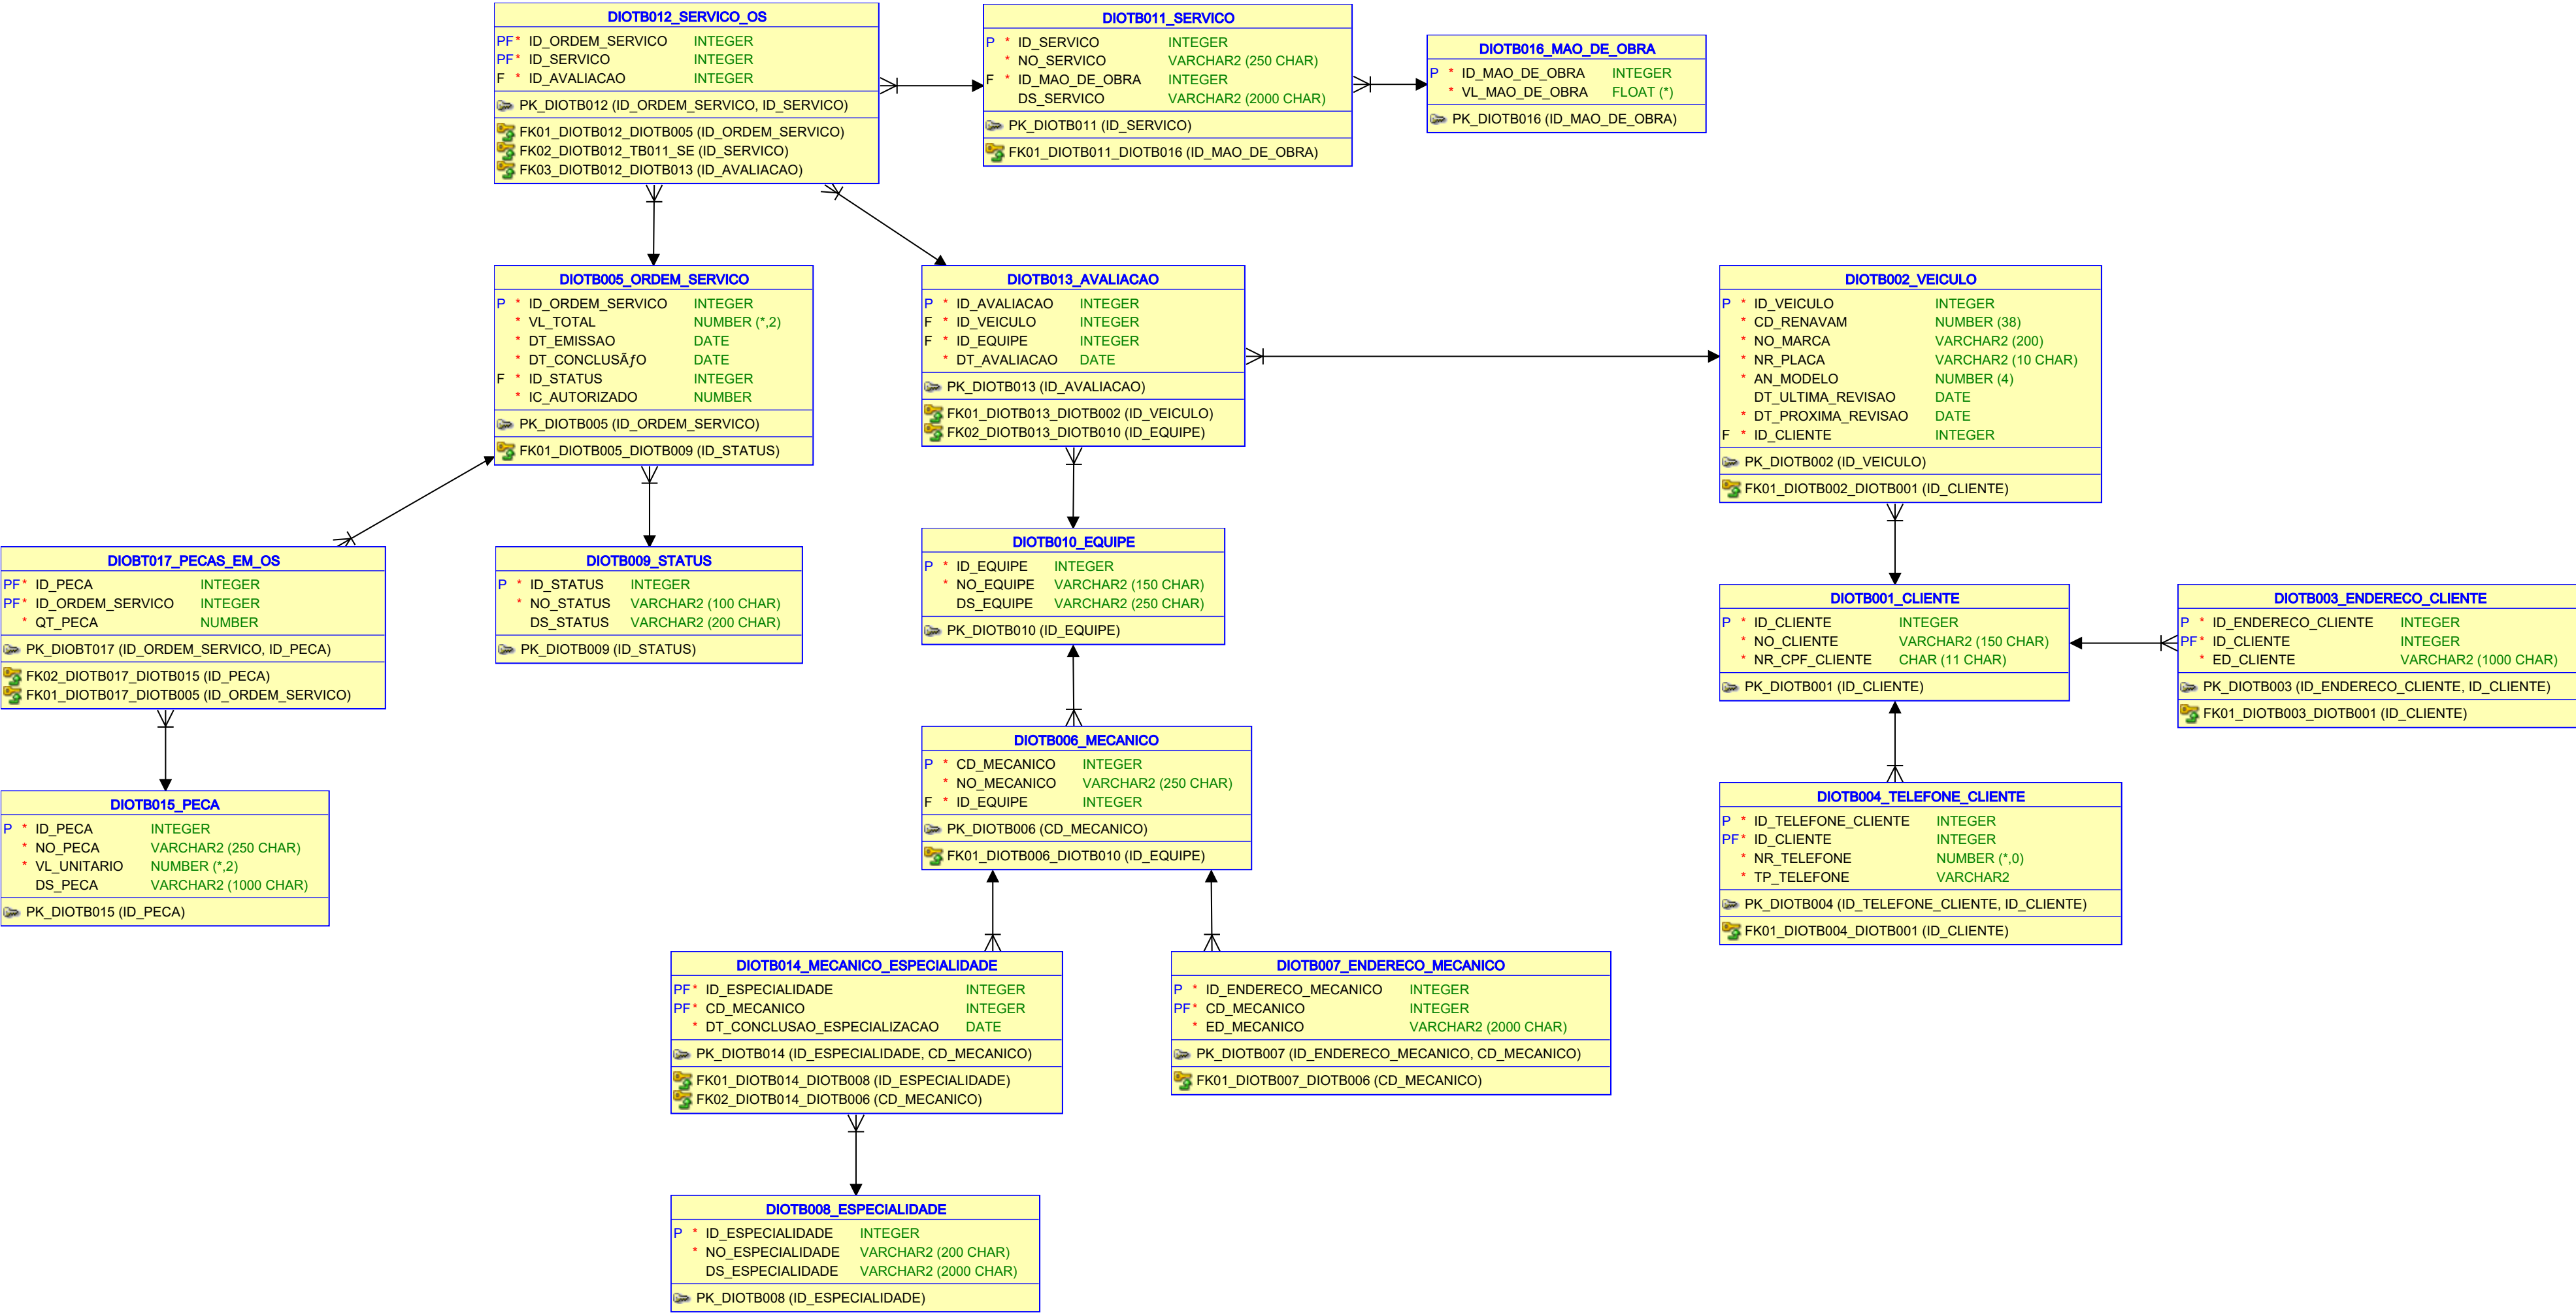 DIOTB012_SERVICO_OS
PF* ID_ORDEM_SERVICO INTEGER
PF* ID_SERVICO INTEGER
F * ID_AVALIACAO INTEGER
PK_DIOTB012 (ID_ORDEM_SERVICO, ID_SERVICO)
FK01_DIOTB012_DIOTB005 (ID_ORDEM_SERVICO)
FK02_DIOTB012_TB011_SE (ID_SERVICO)
FK03_DIOTB012_DIOTB013 (ID_AVALIACAO)
DIOTB011_SERVICO
P * ID_SERVICO INTEGER
* NO_SERVICO VARCHAR2 (250 CHAR)
F * ID_MAO_DE_OBRA INTEGER
DS_SERVICO VARCHAR2 (2000 CHAR)
PK_DIOTB011 (ID_SERVICO)
FK01_DIOTB011_DIOTB016 (ID_MAO_DE_OBRA)
DIOTB016_MAO_DE_OBRA
P * ID_MAO_DE_OBRA INTEGER
* VL_MAO_DE_OBRA FLOAT (*)
PK_DIOTB016 (ID_MAO_DE_OBRA)
DIOTB005_ORDEM_SERVICO
P * ID_ORDEM_SERVICO INTEGER
* VL_TOTAL NUMBER (*,2)
* DT_EMISSAO DATE
* DT_CONCLUSÃƒO DATE
F * ID_STATUS INTEGER
* IC_AUTORIZADO NUMBER
PK_DIOTB005 (ID_ORDEM_SERVICO)
FK01_DIOTB005_DIOTB009 (ID_STATUS)
DIOTB013_AVALIACAO
P * ID_AVALIACAO INTEGER
F * ID_VEICULO INTEGER
F * ID_EQUIPE INTEGER
* DT_AVALIACAO DATE
PK_DIOTB013 (ID_AVALIACAO)
FK01_DIOTB013_DIOTB002 (ID_VEICULO)
FK02_DIOTB013_DIOTB010 (ID_EQUIPE)
DIOTB002_VEICULO
P * ID_VEICULO INTEGER
* CD_RENAVAM NUMBER (38)
* NO_MARCA VARCHAR2 (200)
* NR_PLACA VARCHAR2 (10 CHAR)
* AN_MODELO NUMBER (4)
DT_ULTIMA_REVISAO DATE
* DT_PROXIMA_REVISAO DATE
F * ID_CLIENTE INTEGER
PK_DIOTB002 (ID_VEICULO)
FK01_DIOTB002_DIOTB001 (ID_CLIENTE)
DIOBT017_PECAS_EM_OS
PF* ID_PECA INTEGER
PF* ID_ORDEM_SERVICO INTEGER
* QT_PECA NUMBER
PK_DIOBT017 (ID_ORDEM_SERVICO, ID_PECA)
FK02_DIOTB017_DIOTB015 (ID_PECA)
FK01_DIOTB017_DIOTB005 (ID_ORDEM_SERVICO)
DIOTB009_STATUS
P * ID_STATUS INTEGER
* NO_STATUS VARCHAR2 (100 CHAR)
DS_STATUS VARCHAR2 (200 CHAR)
PK_DIOTB009 (ID_STATUS)
DIOTB010_EQUIPE
P * ID_EQUIPE INTEGER
* NO_EQUIPE VARCHAR2 (150 CHAR)
DS_EQUIPE VARCHAR2 (250 CHAR)
PK_DIOTB010 (ID_EQUIPE)
DIOTB001_CLIENTE
P * ID_CLIENTE INTEGER
* NO_CLIENTE VARCHAR2 (150 CHAR)
* NR_CPF_CLIENTE CHAR (11 CHAR)
PK_DIOTB001 (ID_CLIENTE)
DIOTB003_ENDERECO_CLIENTE
P * ID_ENDERECO_CLIENTE INTEGER
PF* ID_CLIENTE INTEGER
* ED_CLIENTE VARCHAR2 (1000 CHAR)
PK_DIOTB003 (ID_ENDERECO_CLIENTE, ID_CLIENTE)
FK01_DIOTB003_DIOTB001 (ID_CLIENTE)
DIOTB006_MECANICO
P * CD_MECANICO INTEGER
* NO_MECANICO VARCHAR2 (250 CHAR)
F * ID_EQUIPE INTEGER
PK_DIOTB006 (CD_MECANICO)
FK01_DIOTB006_DIOTB010 (ID_EQUIPE)
DIOTB015_PECA
P * ID_PECA INTEGER
* NO_PECA VARCHAR2 (250 CHAR)
* VL_UNITARIO NUMBER (*,2)
DS_PECA VARCHAR2 (1000 CHAR)
PK_DIOTB015 (ID_PECA)
DIOTB004_TELEFONE_CLIENTE
P * ID_TELEFONE_CLIENTE INTEGER
PF* ID_CLIENTE INTEGER
* NR_TELEFONE NUMBER (*,0)
* TP_TELEFONE VARCHAR2
PK_DIOTB004 (ID_TELEFONE_CLIENTE, ID_CLIENTE)
FK01_DIOTB004_DIOTB001 (ID_CLIENTE)
DIOTB014_MECANICO_ESPECIALIDADE
PF* ID_ESPECIALIDADE INTEGER
PF* CD_MECANICO INTEGER
* DT_CONCLUSAO_ESPECIALIZACAO DATE
PK_DIOTB014 (ID_ESPECIALIDADE, CD_MECANICO)
FK01_DIOTB014_DIOTB008 (ID_ESPECIALIDADE)
FK02_DIOTB014_DIOTB006 (CD_MECANICO)
DIOTB007_ENDERECO_MECANICO
P * ID_ENDERECO_MECANICO INTEGER
PF* CD_MECANICO INTEGER
* ED_MECANICO VARCHAR2 (2000 CHAR)
PK_DIOTB007 (ID_ENDERECO_MECANICO, CD_MECANICO)
FK01_DIOTB007_DIOTB006 (CD_MECANICO)
DIOTB008_ESPECIALIDADE
P * ID_ESPECIALIDADE INTEGER
* NO_ESPECIALIDADE VARCHAR2 (200 CHAR)
DS_ESPECIALIDADE VARCHAR2 (2000 CHAR)
PK_DIOTB008 (ID_ESPECIALIDADE)